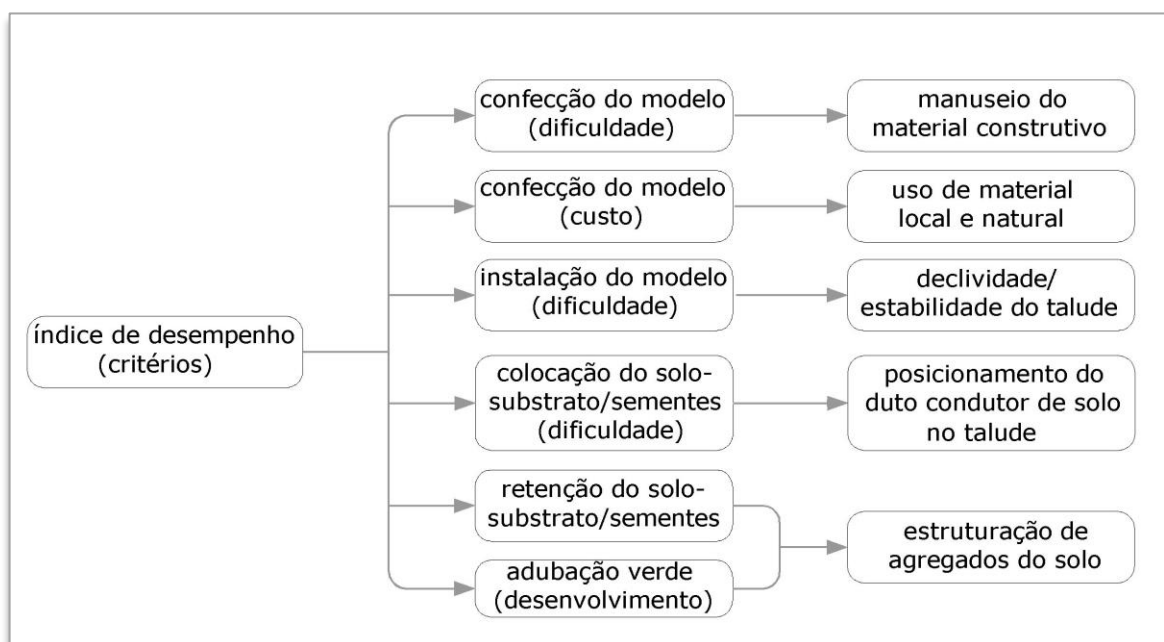 índice de desempenho
(critérios)
confecção do modelo
(dificuldade)
manuseio do
material construtivo
confecção do modelo
(custo)
uso de material
local e natural
instalação do modelo
(dificuldade)
declividade/
estabilidade do talude
colocação do solo-
substrato/sementes
(dificuldade)
posicionamento do
duto condutor de solo
no talude
retenção do solo-
substrato/sementes
adubação verde
(desenvolvimento)
estruturação de
agregados do solo